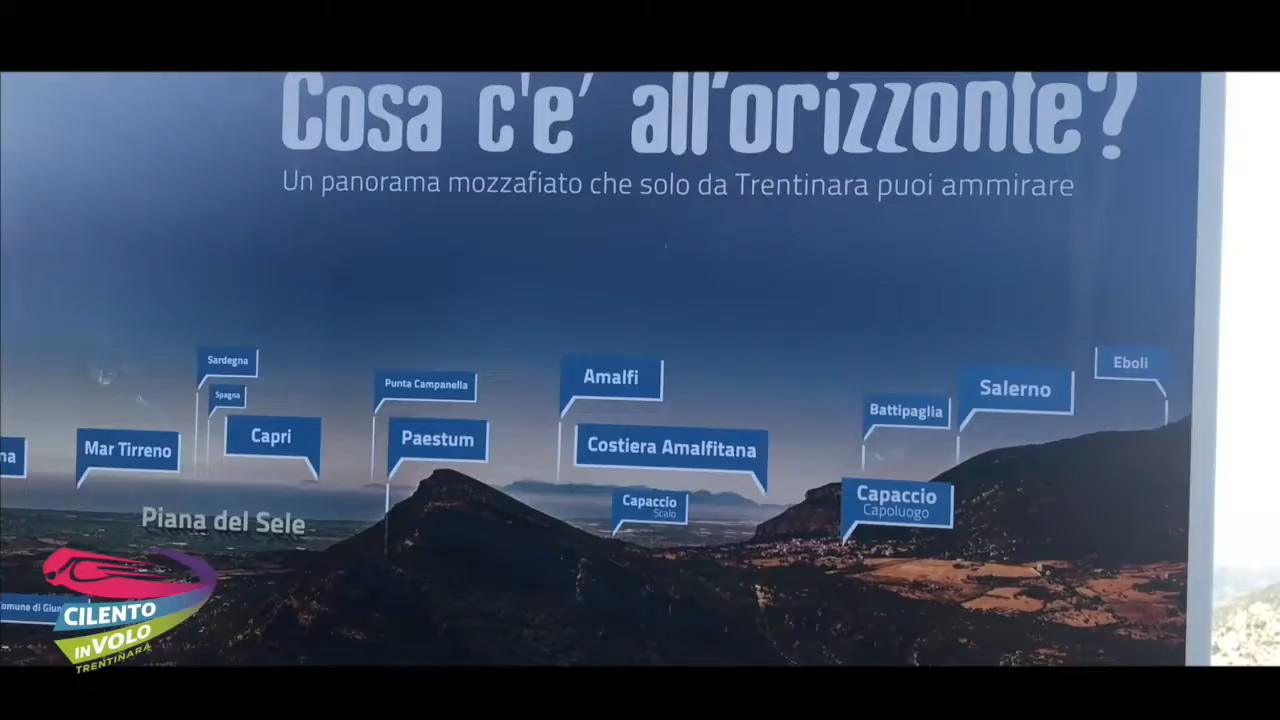 Cosa c'e' all'orizzonte?
Un panorama mozzafiato che solo da Trentinara puoi ammirare
Sardegna
Spagna
Mar Tirreno
Capri
Punta Campanella
Paestum
Amalfi
Costiera Amalfitana
Capaccio
Scalo
Battipaglia
Salerno
Eboli
Capaccio
Capoluogo
Piana del Sele
CILENTO
IN VOLO
TRENTINARA